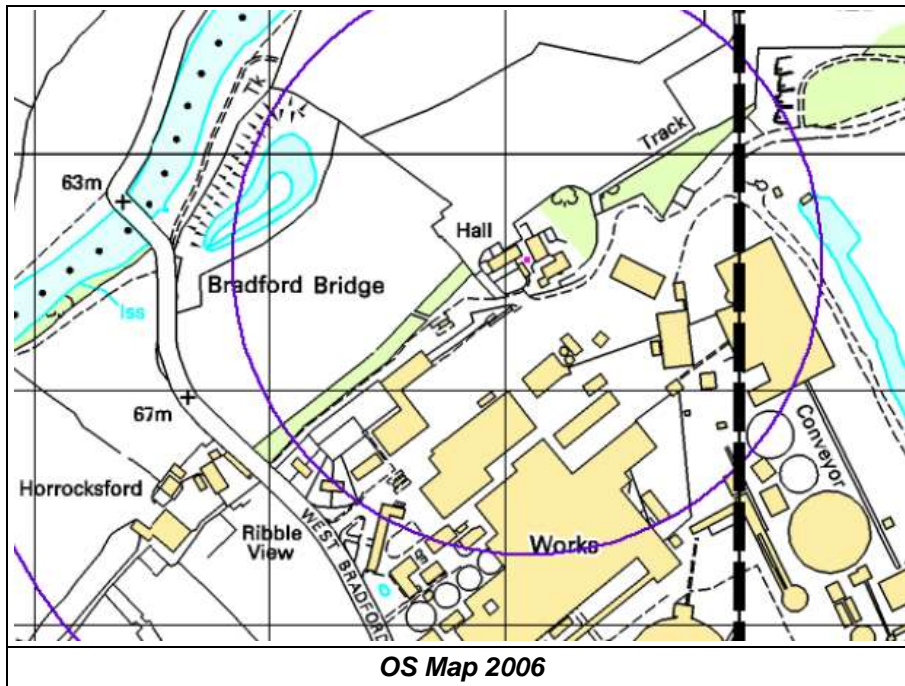 Tk
63m
Track
Hall
Bradford Bridge
Iss
67m
Conveyor
Horrocksford
Ribble
View
WEST BRADFORD
Works
OS Map 2006